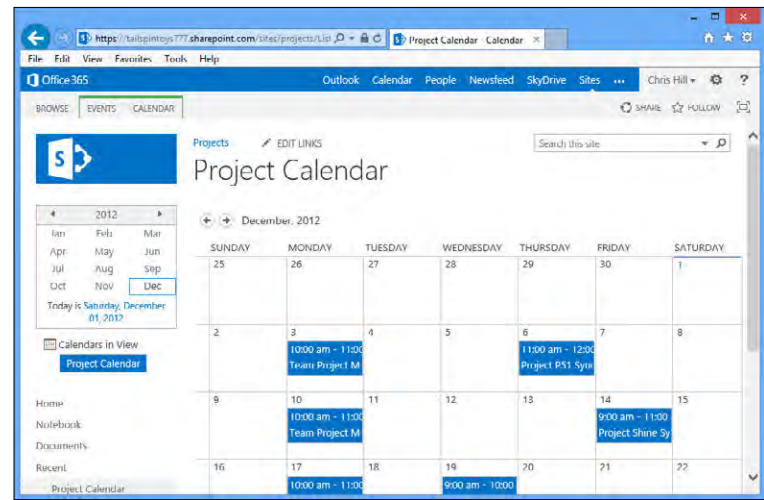 https://tailspintoys777.sharepoint.com/sites/projects/List
Project Calendar - Calendar
File Edit View Favorites Tools Help
Office 365 Outlook Calendar People Newsfeed SkyDrive Sites ... Chris Hill ?
BROWSE EVENTS CALENDAR SHARE FOLLOW
Projects EDIT LINKS Search this site
S
Project Calendar
2012
Jan Feb Mar
Apr May Jun
Jul Aug Sep
Oct Nov Dec
Today is Saturday, December
01, 2012
Calendars in View
Project Calendar
Home
Notebook
Documents
Recent
Project Calendar
December, 2012
SUNDAY MONDAY TUESDAY WEDNESDAY THURSDAY FRIDAY SATURDAY
25 26 27 28 29 30 1
2 3 4 5 6 7 8
10:00 am - 11:00 11:00 am - 12:00
Team Project M Project P51 Sync
9 10 11 12 13 14 15
10:00 am - 11:00 9:00 am - 11:00
Team Project M Project Shine Sy
16 17 18 19 20 21 22
10:00 am - 11:00 9:00 am - 10:00